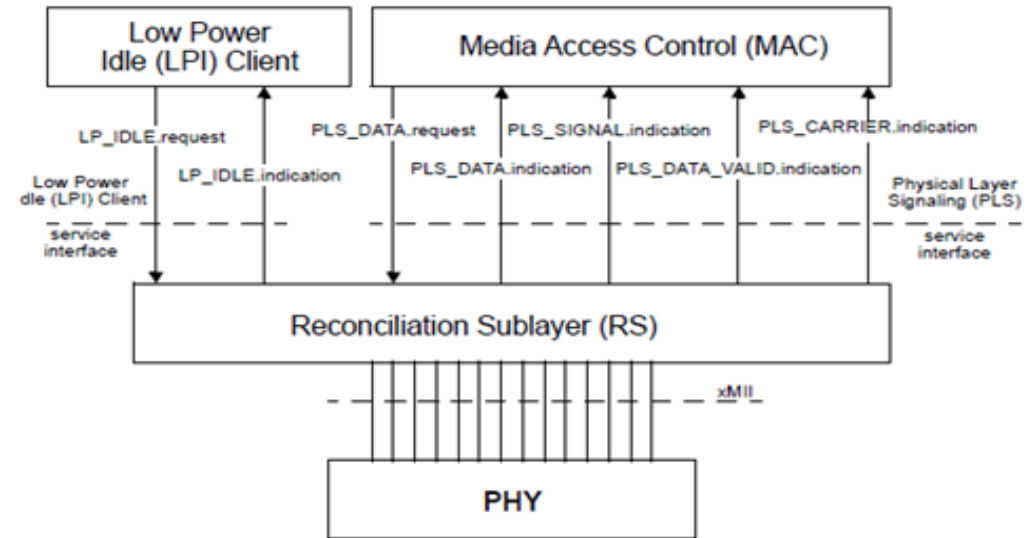 Low Power
Idle (LPI) Client
Media Access Control (MAC)
LP_IDLE.request
PLS_DATA.request
PLS_SIGNAL.indication
PLS_CARRIER.indication
LP_IDLE.indication
PLS_DATA.indication
PLS_DATA_VALID.indication
Low Power
dle (LPI) Client
Physical Layer
Signaling (PLS)
service
interface
service
interface
Reconciliation Sublayer (RS)
xMII
PHY